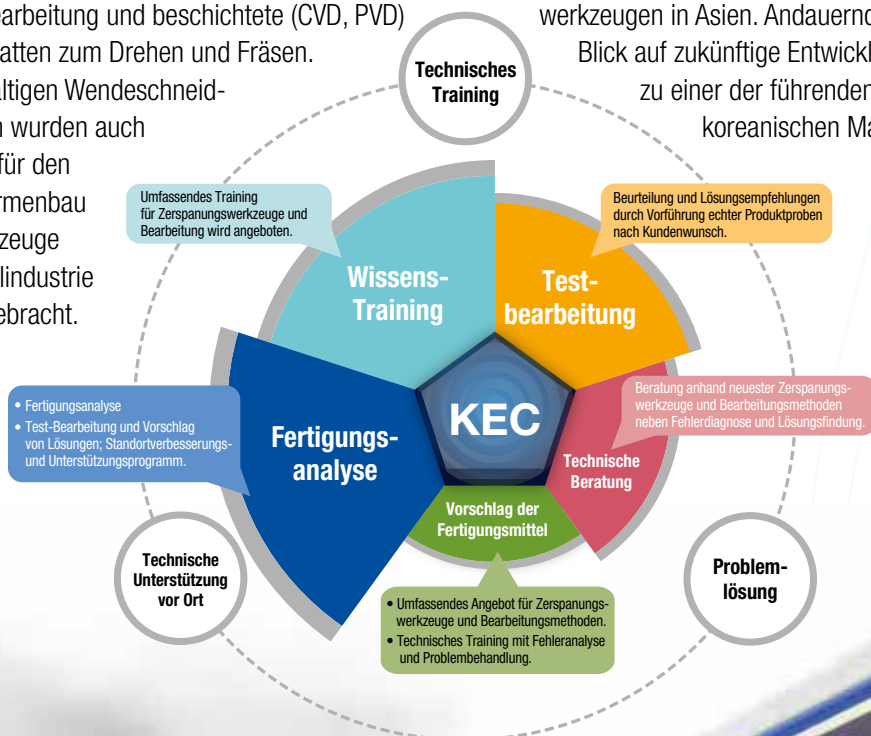 earbeitung und beschichtete (CVD, PVD)
atten zum Drehen und Fräsen.
altigen Wendeschneid-
wurden auch
für den
rmenbau
zeuge
lindustrie
ebracht.
werkzeugen in Asien. Andauernd
Blick auf zukünftige Entwickl
zu einer der führenden
koreanischen Ma
Technisches
Training
Umfassendes Training
für Zerspanungswerkzeuge und
Bearbeitung wird angeboten.
Beurteilung und Lösungsempfehlungen
durch Vorführung echter Produktproben
nach Kundenwunsch.
Wissens-
Training
Test-
bearbeitung
• Fertigungsanalyse
• Test-Bearbeitung und Vorschlag
von Lösungen; Standortverbesserungs-
und Unterstützungsprogramm.
Fertigungs-
analyse
KEC
Beratung anhand neuester Zerspanungs-
werkzeuge und Bearbeitungsmethoden
neben Fehlerdiagnose und Lösungsfindung.
Technische
Beratung
Vorschlag der
Fertigungsmittel
Technische
Unterstützung
vor Ort
Problem-
lösung
• Umfassendes Angebot für Zerspanungs-
werkzeuge und Bearbeitungsmethoden.
• Technisches Training mit Fehleranalyse
und Problembehandlung.